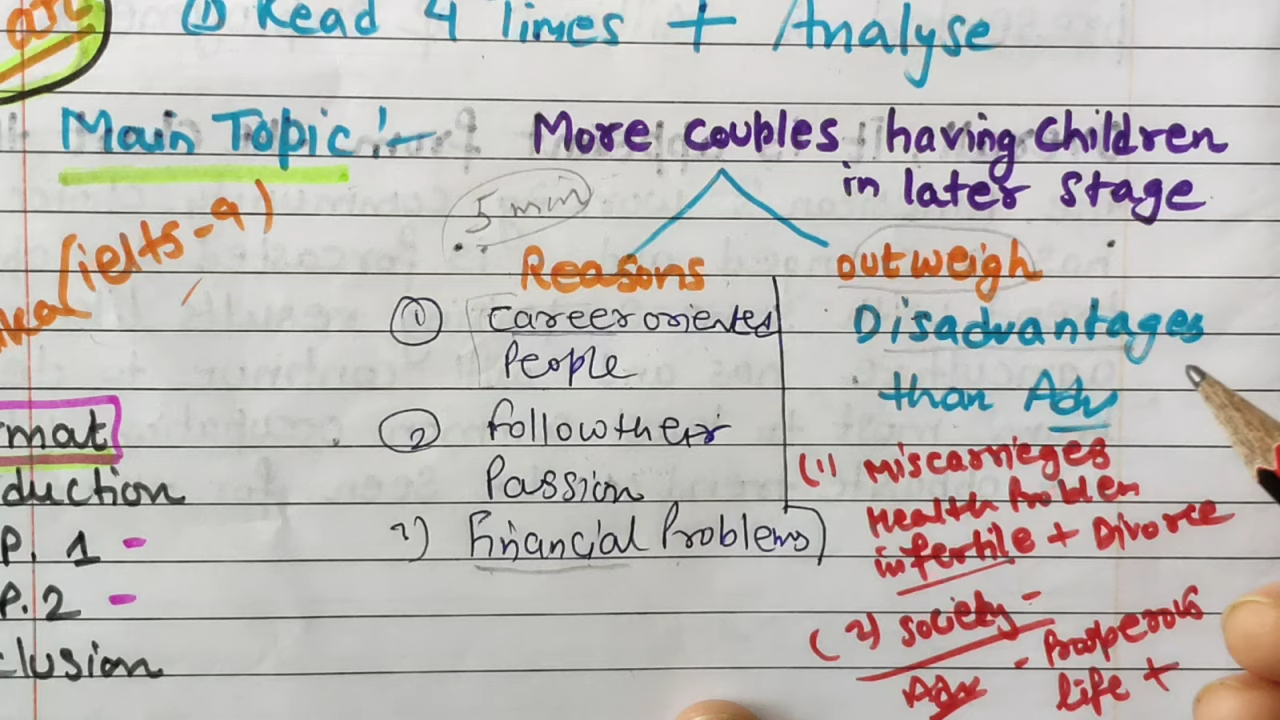 ① Read 4 Times + Analyse
Main Topic :- More couples having children
in later stage
5 min
(ielts-9)
Reasons outweigh
① Career oriented
People
Disadvantages
than Adv
② follow their
Passion
(1) Miscarrieges
Health Problem
infertile + Divorce
2) Financial Problems)
(2) Society -
Adv - Prosperous
life +
mat
duction
P. 1 -
P. 2 -
clusion